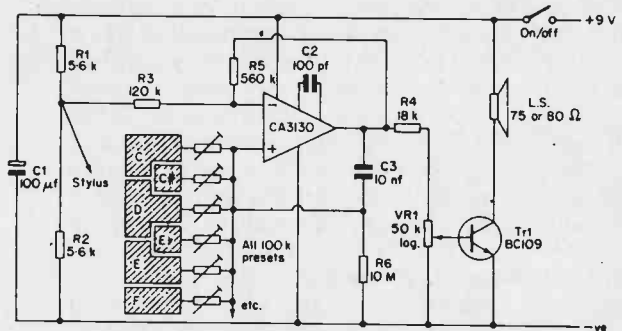 +9 V
On/off
R1
5·6 k
R3
120 k
R5
560 k
C2
100 pf
−
CA3130
+
R4
18 k
L.S.
75 or 80 Ω
C1
100 µf
Stylus
C
C#
D
E♭
E
F
C3
10 nf
VR1
50 k
log.
Tr1
BC109
R2
5·6 k
All 100 k
presets
etc.
R6
10 M
−ve